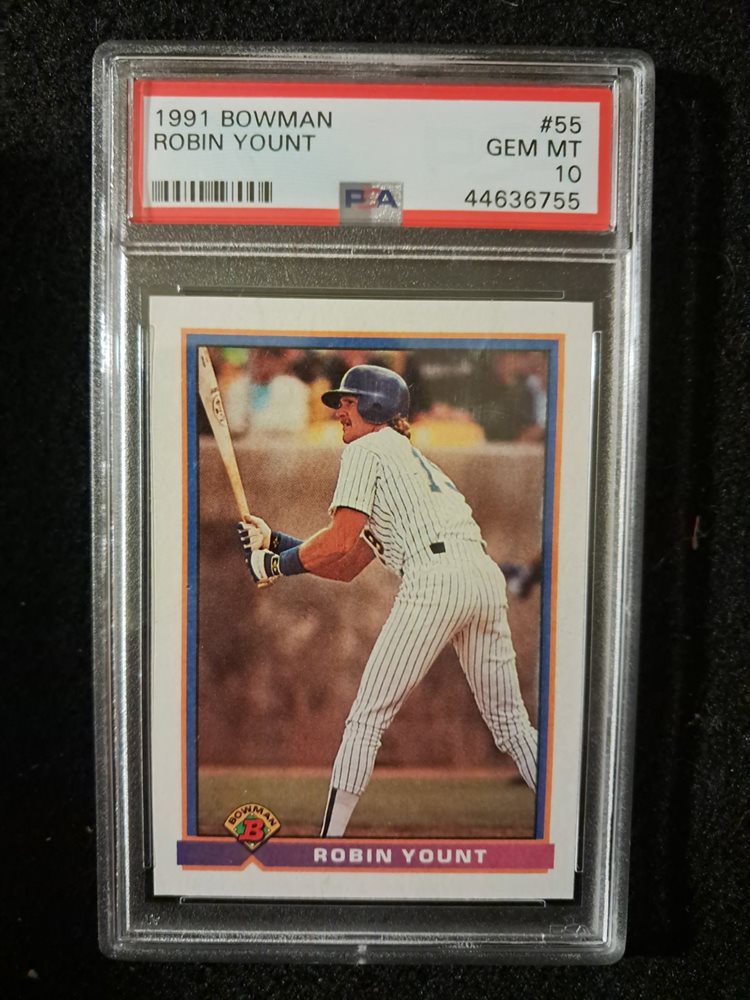 1991 BOWMAN #55
ROBIN YOUNT GEM MT
10
PSA 44636755
BOWMAN
B
ROBIN YOUNT